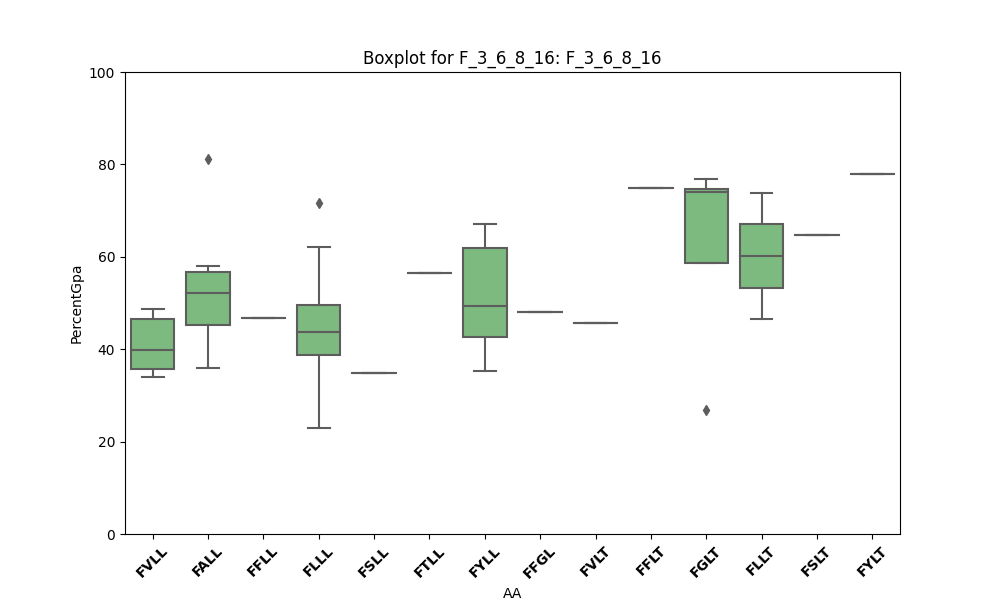 Boxplot for F_3_6_8_16: F_3_6_8_16
100
80
60
40
20
0
PercentGpa
FVLL FALL FFLL FLLL FSLL FTLL FYLL FFGL FVLT FFLT FGLT FLLT FSLT FYLT
AA